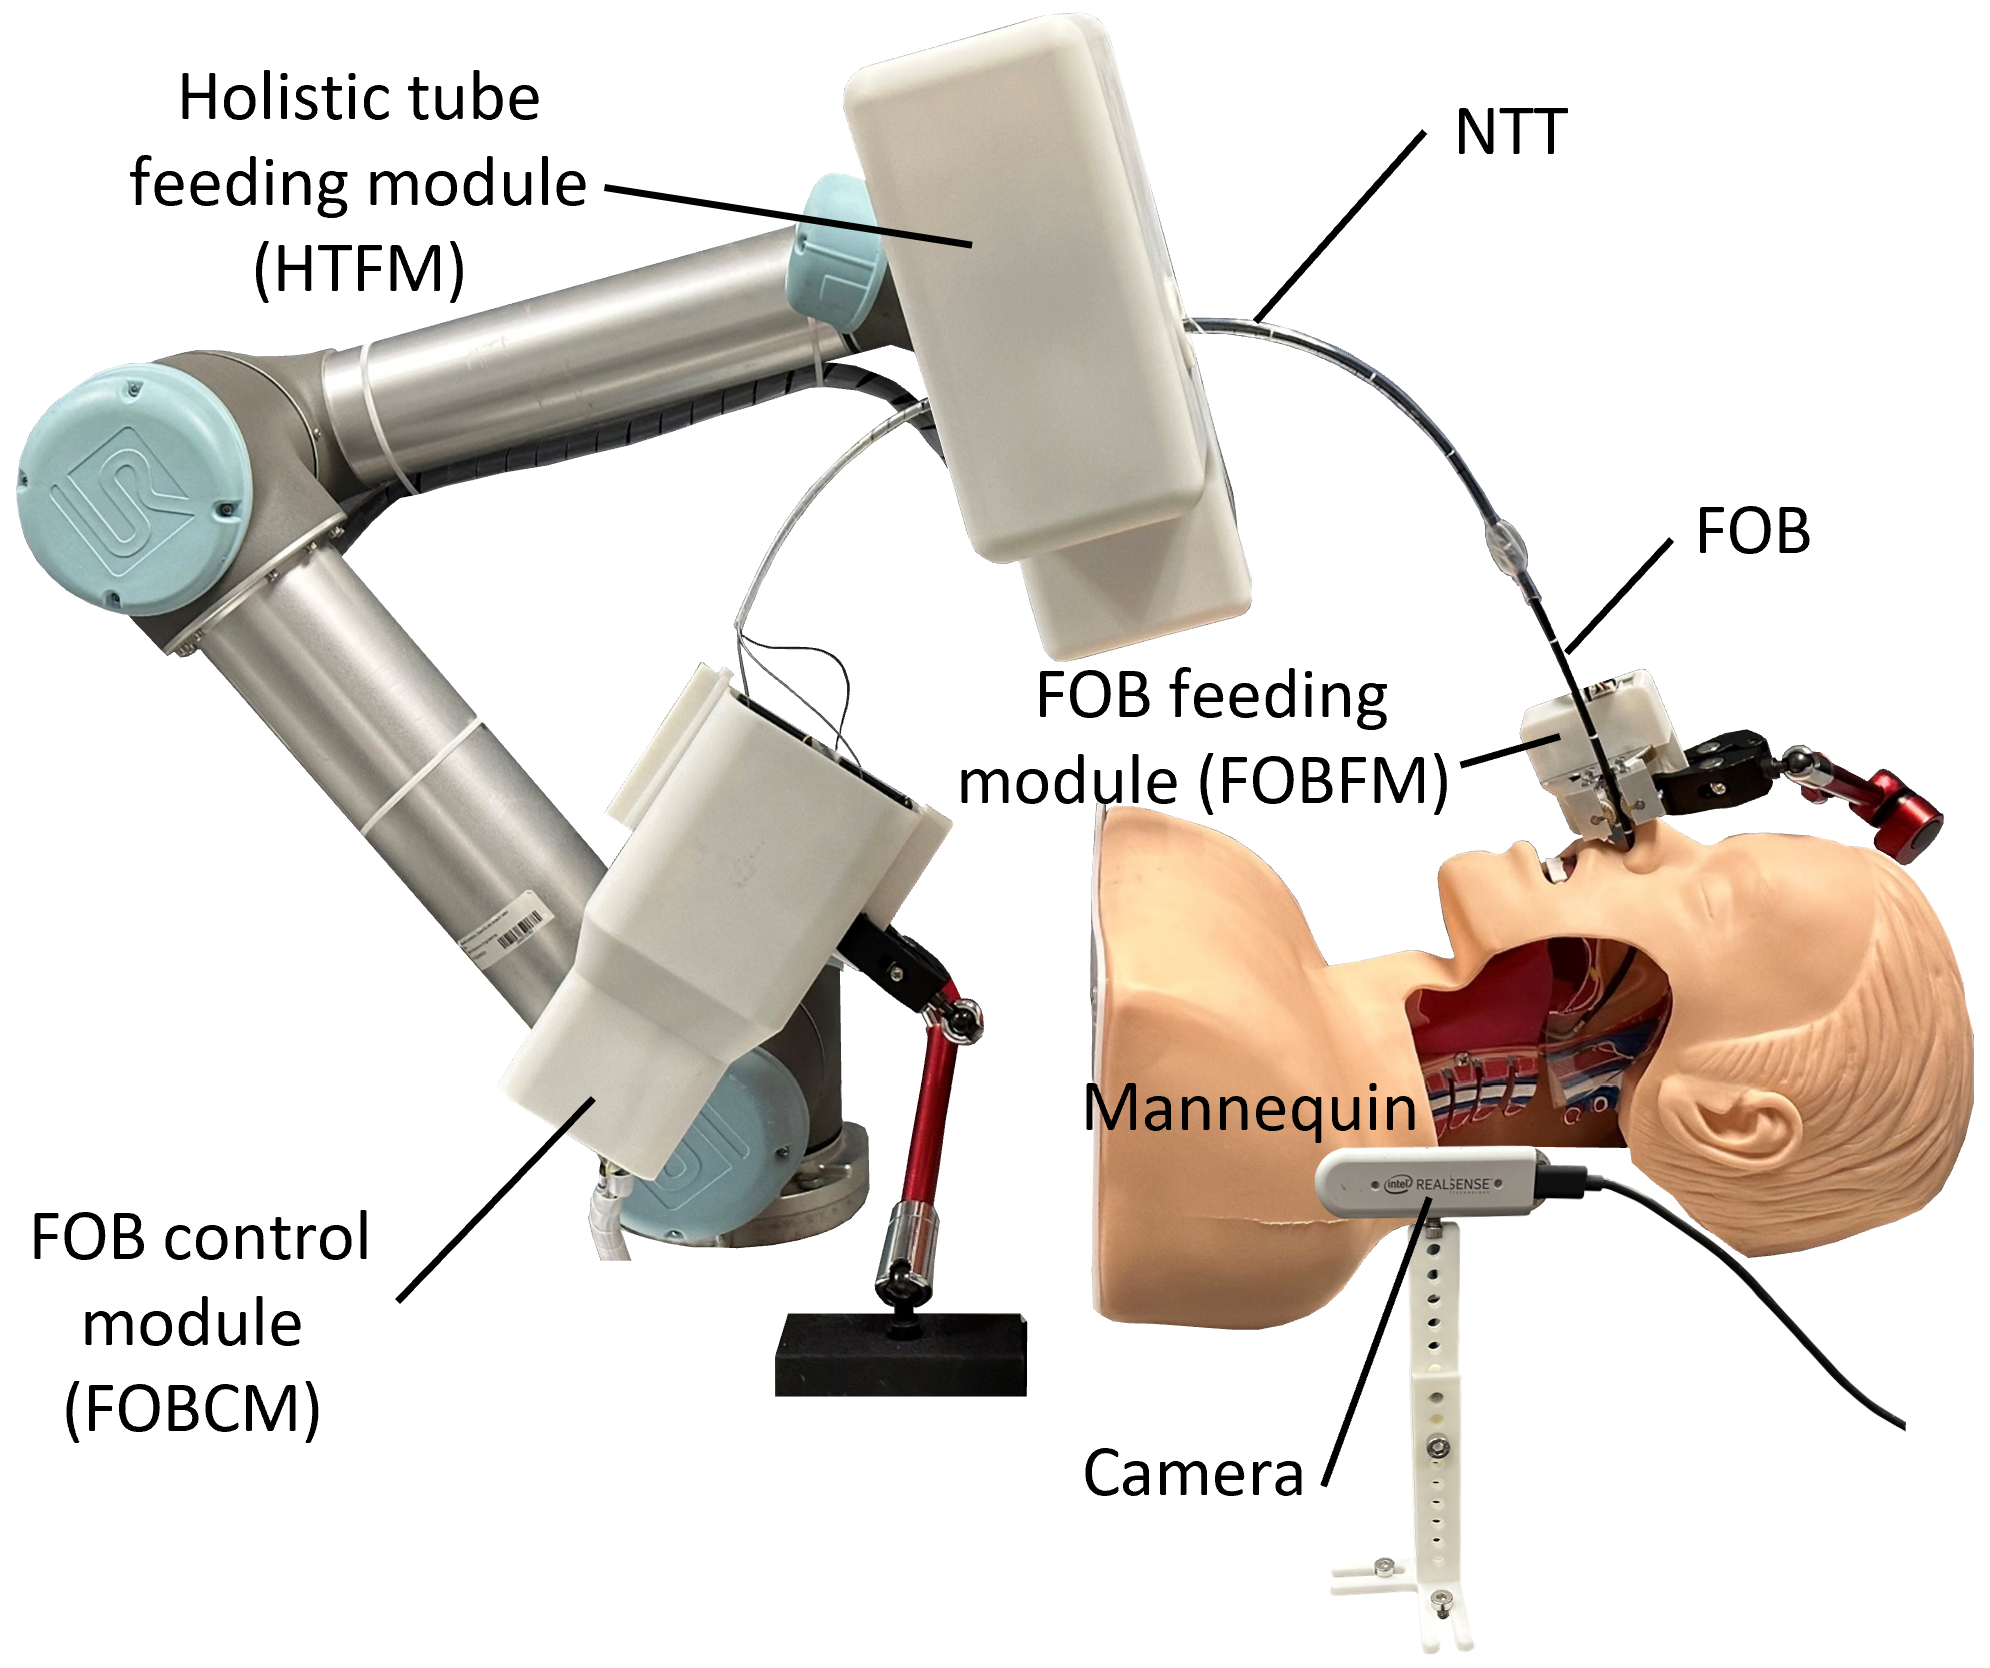 Holistic tube
feeding module
(HTFM)
NTT
FOB
FOB feeding
module (FOBFM)
Mannequin
intel REALSENSE
TECHNOLOGY
FOB control
module
(FOBCM)
Camera